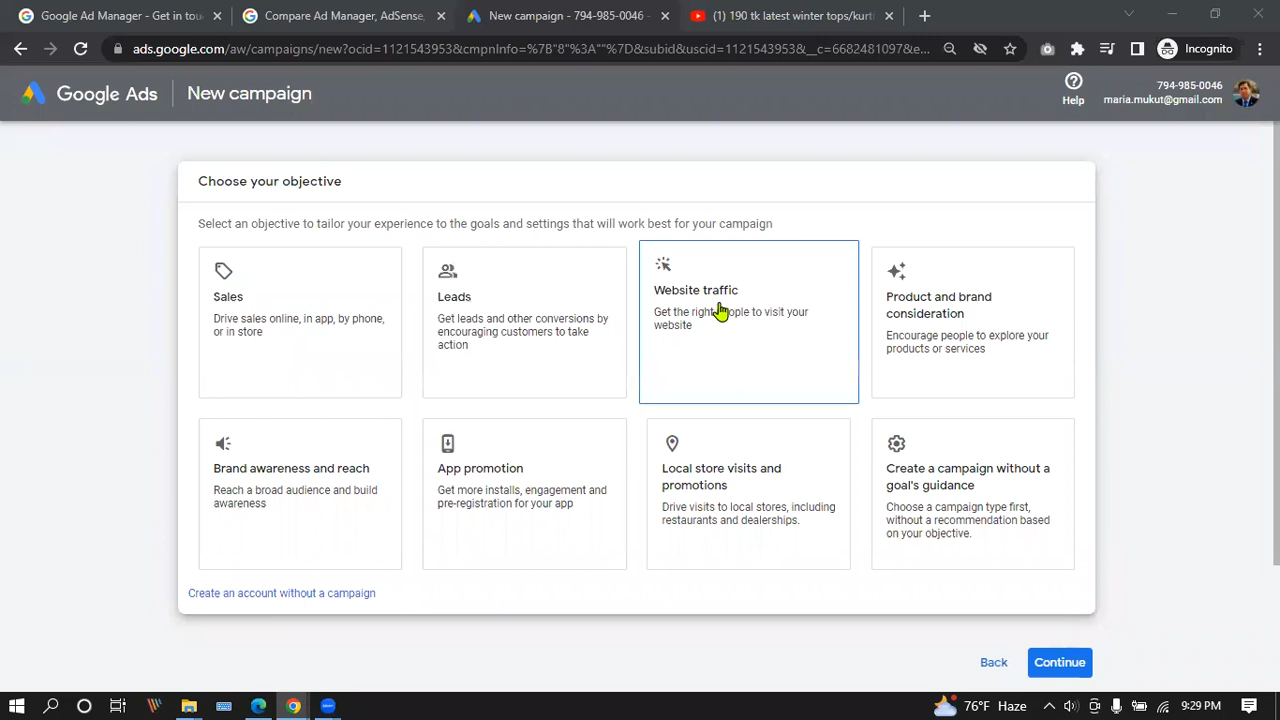 Google Ad Manager - Get in touc
Compare Ad Manager, AdSense,
New campaign - 794-985-0046 -
(1) 190 tk latest winter tops/kurt
ads.google.com/aw/campaigns/new?ocid=1121543953&cmpnInfo=%7B"8"%3A""%7D&subid&uscid=1121543953&__c=6682481097&e...
Incognito
Google Ads
New campaign
Help
794-985-0046
maria.mukut@gmail.com
Choose your objective
Select an objective to tailor your experience to the goals and settings that will work best for your campaign
Sales
Drive sales online, in app, by phone,
or in store
Leads
Get leads and other conversions by
encouraging customers to take
action
Website traffic
Get the right people to visit your
website
Product and brand
consideration
Encourage people to explore your
products or services
Brand awareness and reach
Reach a broad audience and build
awareness
App promotion
Get more installs, engagement and
pre-registration for your app
Local store visits and
promotions
Drive visits to local stores, including
restaurants and dealerships.
Create a campaign without a
goal's guidance
Choose a campaign type first,
without a recommendation based
on your objective.
Create an account without a campaign
Back
Continue
76°F Haze
9:29 PM